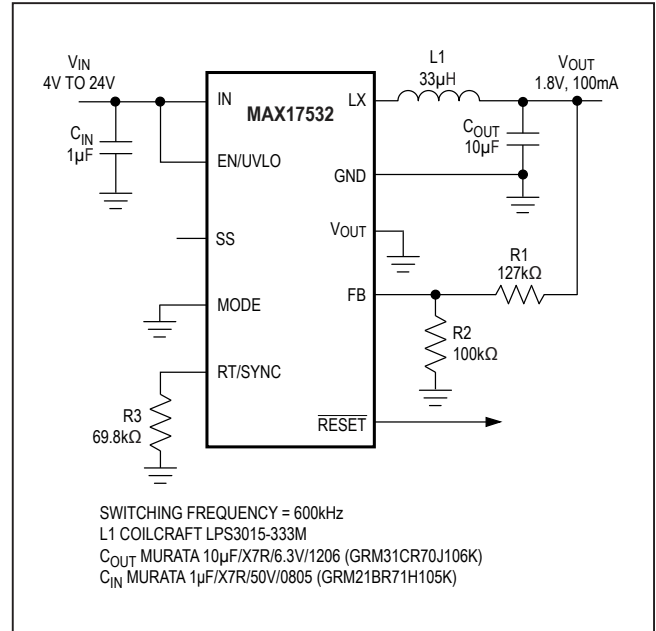 VIN
4V TO 24V
CIN
1µF
IN
EN/UVLO
SS
MODE
RT/SYNC
R3
69.8kΩ
MAX17532
LX
GND
VOUT
FB
RESET
L1
33µH
VOUT
1.8V, 100mA
COUT
10µF
R1
127kΩ
R2
100kΩ
SWITCHING FREQUENCY = 600kHz
L1 COILCRAFT LPS3015-333M
COUT MURATA 10µF/X7R/6.3V/1206 (GRM31CR70J106K)
CIN MURATA 1µF/X7R/50V/0805 (GRM21BR71H105K)